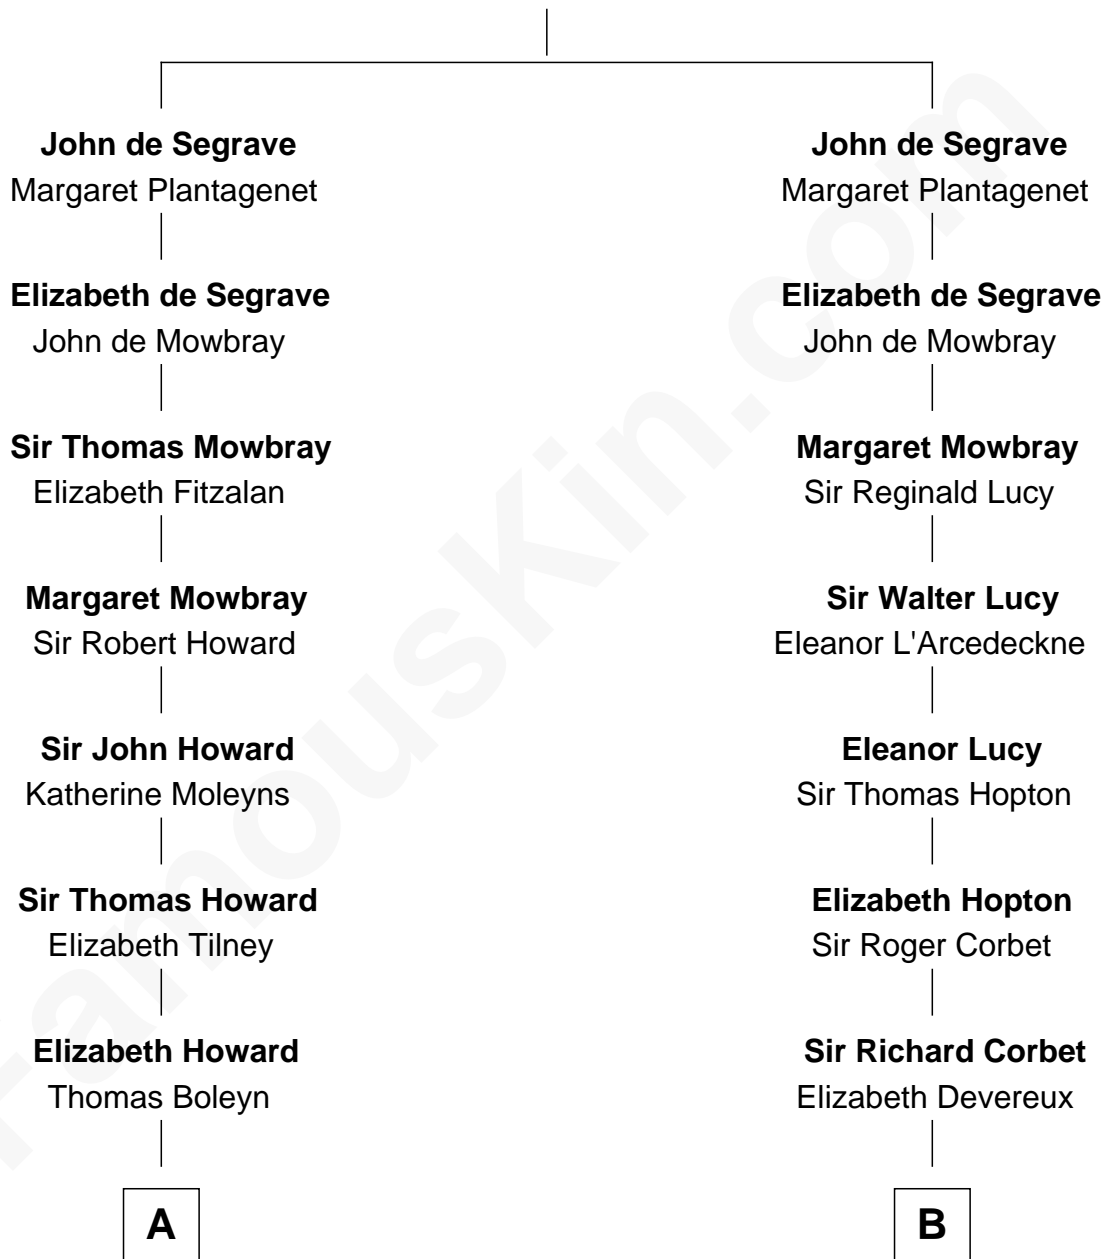 John de Segrave
Margaret Plantagenet
Elizabeth de Segrave
John de Mowbray
Sir Thomas Mowbray
Elizabeth Fitzalan
Margaret Mowbray
Sir Robert Howard
Sir John Howard
Katherine Moleyns
Sir Thomas Howard
Elizabeth Tilney
Elizabeth Howard
Thomas Boleyn
A
John de Segrave
Margaret Plantagenet
Elizabeth de Segrave
John de Mowbray
Margaret Mowbray
Sir Reginald Lucy
Sir Walter Lucy
Eleanor L'Arcedeckne
Eleanor Lucy
Sir Thomas Hopton
Elizabeth Hopton
Sir Roger Corbet
Sir Richard Corbet
Elizabeth Devereux
B
FamousKin.com